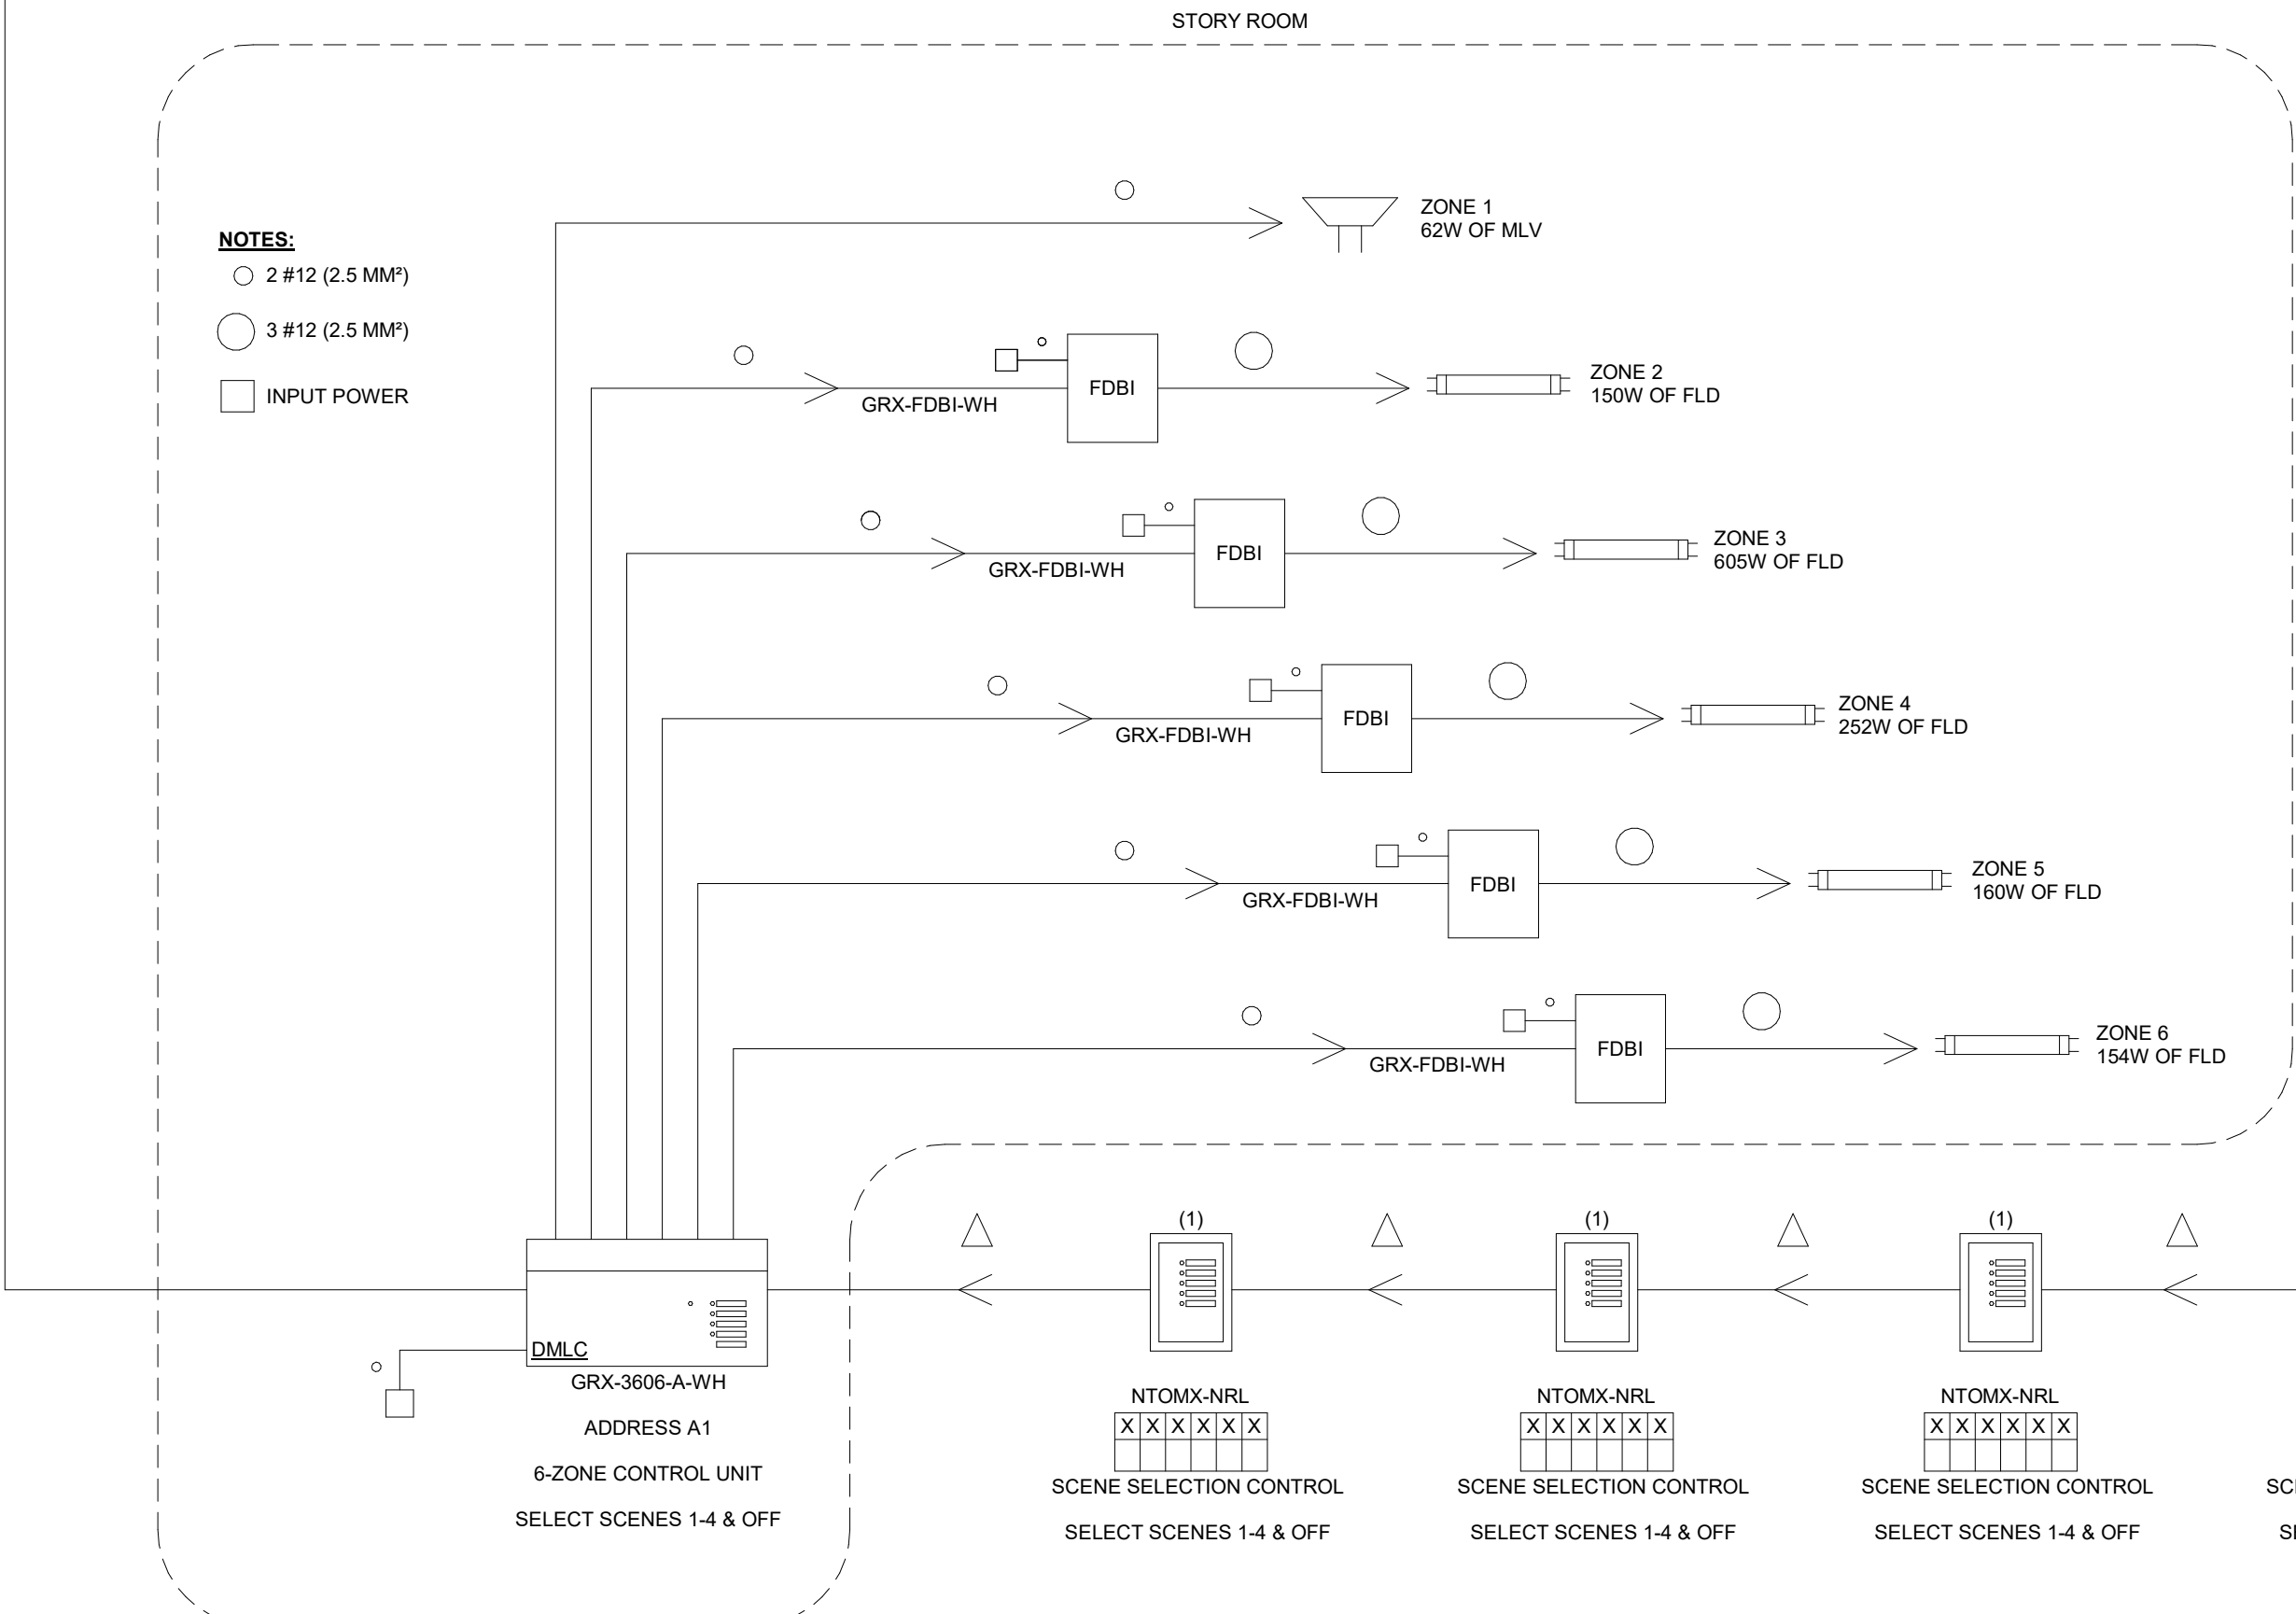 STORY ROOM
NOTES:
2 #12 (2.5 MM²)
3 #12 (2.5 MM²)
INPUT POWER
ZONE 1
62W OF MLV
GRX-FDBI-WH
FDBI
ZONE 2
150W OF FLD
GRX-FDBI-WH
FDBI
ZONE 3
605W OF FLD
GRX-FDBI-WH
FDBI
ZONE 4
252W OF FLD
GRX-FDBI-WH
FDBI
ZONE 5
160W OF FLD
GRX-FDBI-WH
FDBI
ZONE 6
154W OF FLD
DMLC
GRX-3606-A-WH
ADDRESS A1
6-ZONE CONTROL UNIT
SELECT SCENES 1-4 & OFF
(1)
NTOMX-NRL
X X X X X X
SCENE SELECTION CONTROL
SELECT SCENES 1-4 & OFF
(1)
NTOMX-NRL
X X X X X X
SCENE SELECTION CONTROL
SELECT SCENES 1-4 & OFF
(1)
NTOMX-NRL
X X X X X X
SCENE SELECTION CONTROL
SELECT SCENES 1-4 & OFF